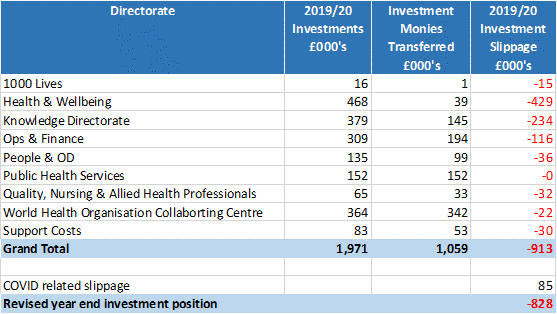 Directorate 2019/20 Investments £000's Investment Monies Transferred £000's 2019/20 Investment Slippage £000's
1000 Lives 16 1 -15
Health & Wellbeing 468 39 -429
Knowledge Directorate 379 145 -234
Ops & Finance 309 194 -116
People & OD 135 99 -36
Public Health Services 152 152 -0
Quality, Nursing & Allied Health Professionals 65 33 -32
World Health Organisation Collaborting Centre 364 342 -22
Support Costs 83 53 -30
Grand Total 1,971 1,059 -913
COVID related slippage 85
Revised year end investment position -828